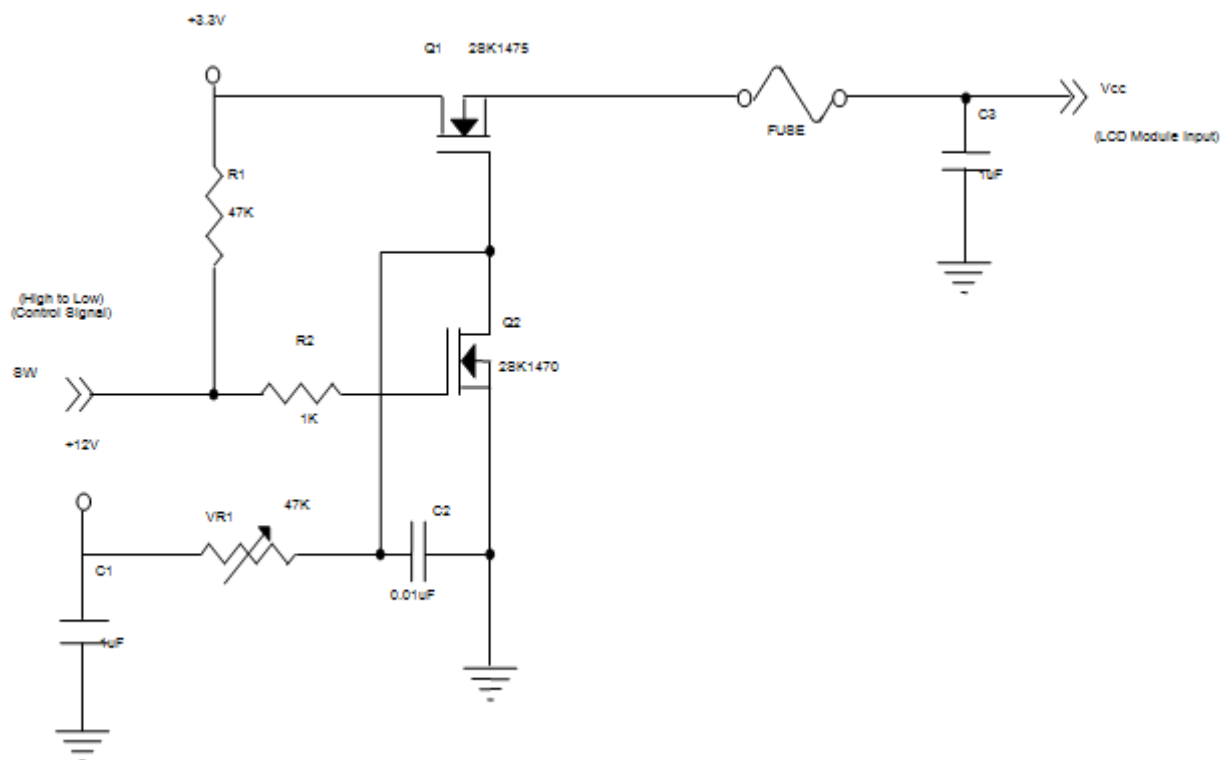 +3.3V
Q1 2SK1475
Vcc
C3
FUSE
(LCD Module Input)
R1
1uF
47K
(High to Low)
(Control Signal)
Q2
R2
SW
2SK1470
1K
+12V
47K
C2
VR1
C1
0.01uF
1uF